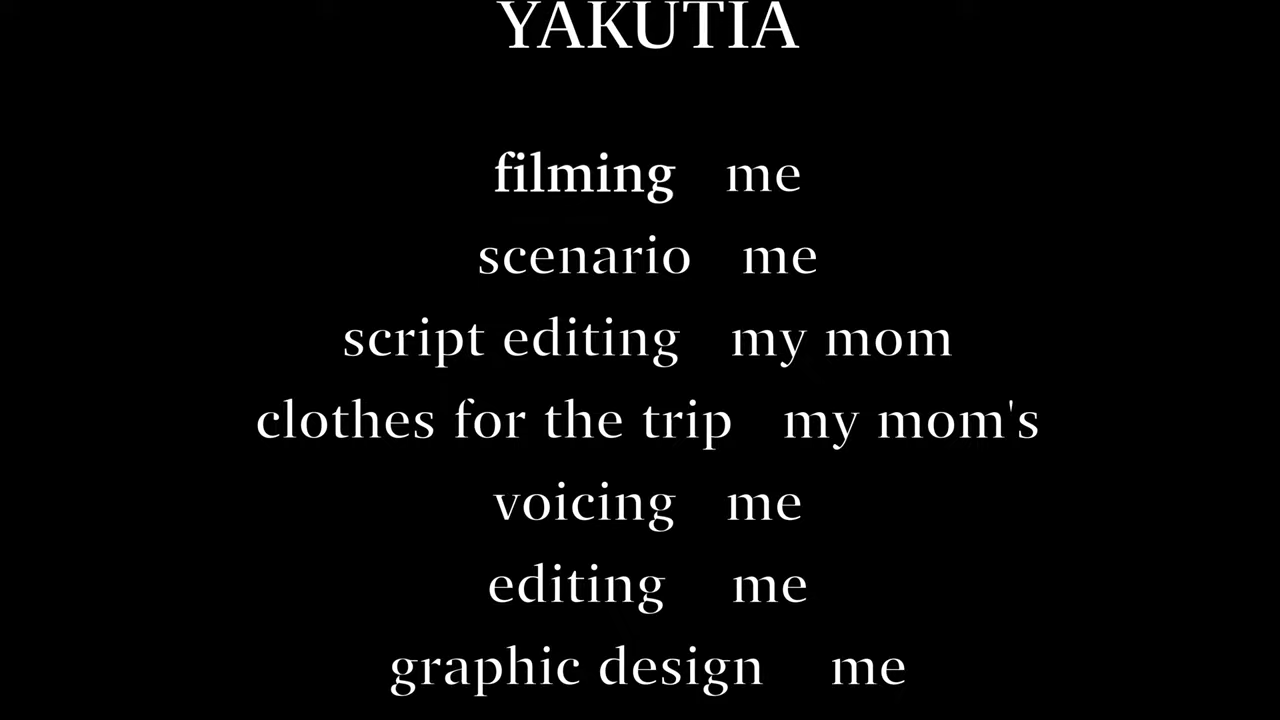 YAKUTIA
filming me
scenario me
script editing my mom
clothes for the trip my mom's
voicing me
editing me
graphic design me